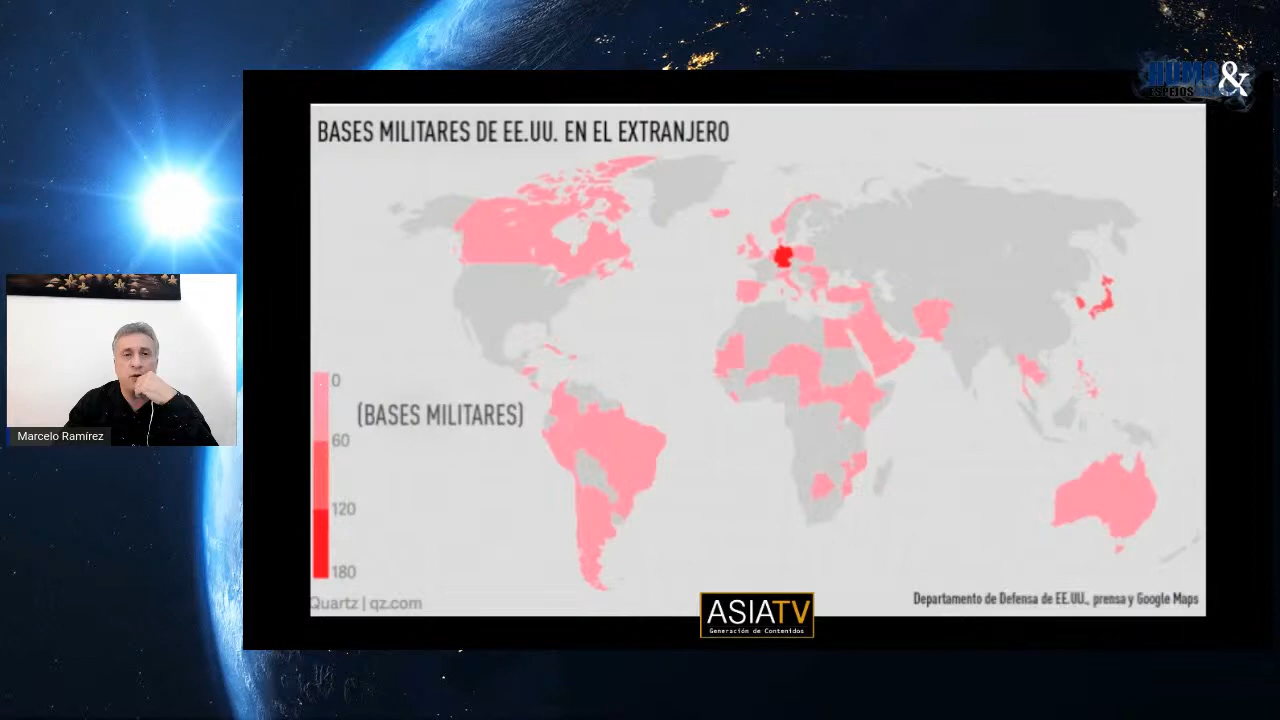 HUMO
&
ESPEJOS
BASES MILITARES DE EE.UU. EN EL EXTRANJERO
0
(BASES MILITARES)
60
120
180
Marcelo Ramírez
Quartz | qz.com
Departamento de Defensa de EE.UU., prensa y Google Maps
ASIATV
Generación de Contenidos